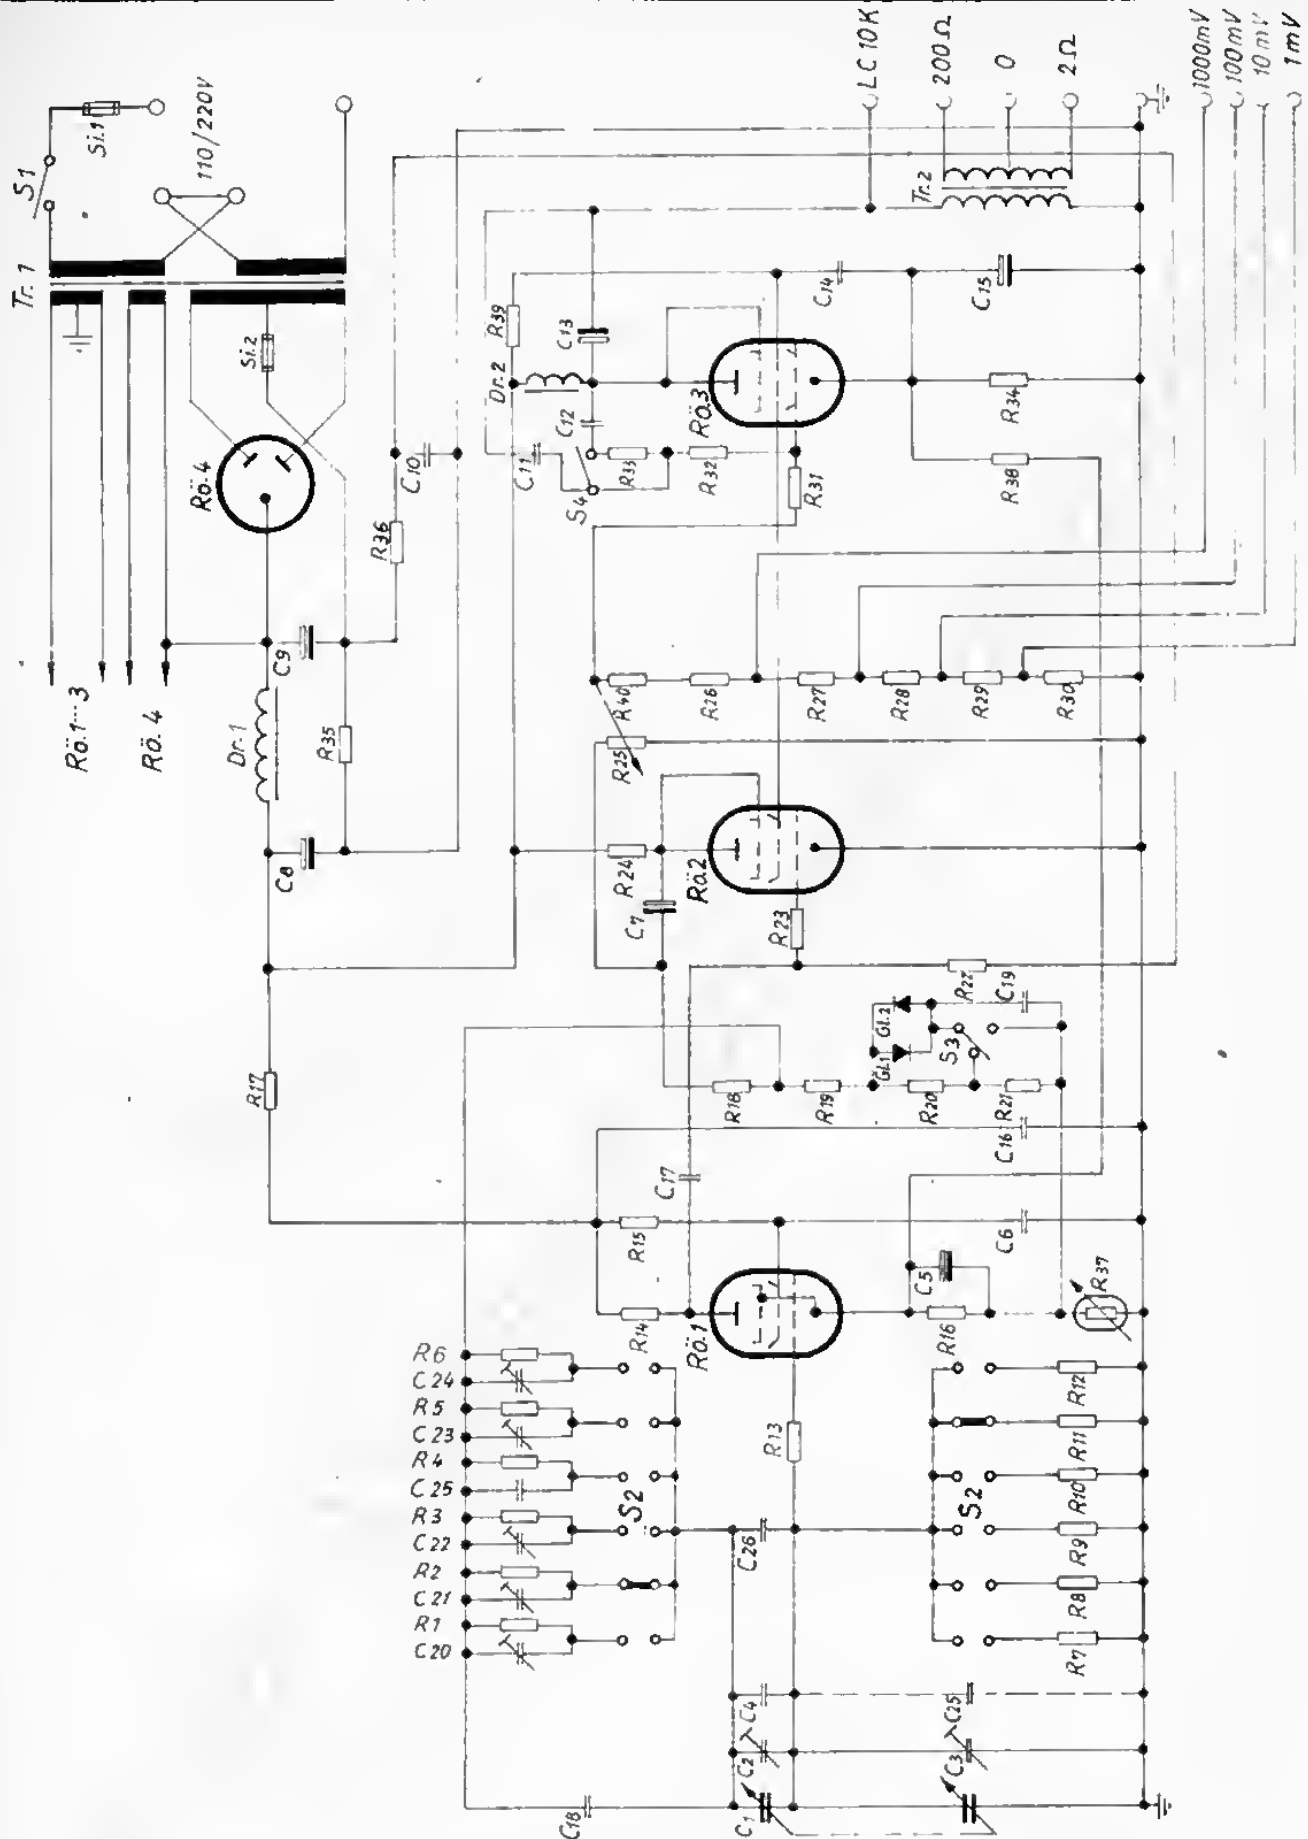 Tr. 1
S1
Si.1
110/220V
Si.2
Rö.4
Rö.1...3
Rö.4
Dr.1
C9
C8
R35
R36
C10
R17
LC 10K
200Ω
0
2Ω
1000mV
100mV
10mV
1mV
Tr.2
R39
Dr.2
C13
C12
C11
S4
R33
R32
R31
Rö.3
C14
C15
R34
R38
R40
R26
R27
R28
R29
R30
R25
R24
C7
Rö.2
R23
R22
C19
Gl.2
Gl1
S3
R18
R19
R20
R21
C16
C17
R15
R14
Rö.1
C6
C5
R16
R37
R6
C24
R5
C23
R4
C25
R3
C22
R2
C21
R1
C20
S2
R13
C26
S2
R12
R11
R10
R9
R8
R7
C18
C1
C2
C4
C3
C25